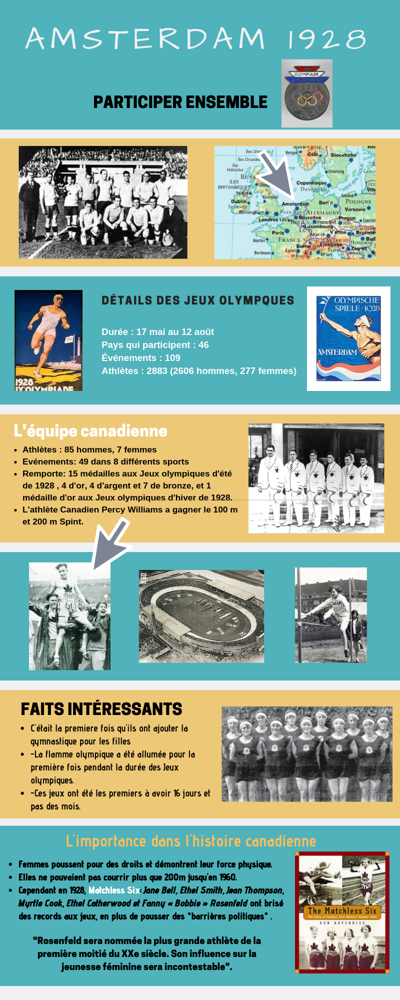 AMSTERDAM 1928
OLYMPIADE
AMSTERDAM
1928
OFFICIEL
PARTICIPER ENSEMBLE
NORVEGE
Bergen
Oslo
Stockholm
Îles Orcades
Îles
Hébrides
Göteborg
MER BALTIQUE
ÎLES
BRITANNIQUES
Copenhague
DANEMARK
Belfast
Liverpool
Gdansk
Dublin
IRLANDE
Amsterdam
Berlin
POLOGNE
Birmingham
PAYS-BAS
ALLEMAGNE
Varsovie
Londres
Lille
Bruxelles
Francfort
Prague
MANCHE
Luxembourg
Paris
Munich
Vienne
Nantes
FRANCE
SUISSE
AUTRICHE
HONGRIE
Berne
Ljubljana
Bordeaux
Lyon
Milan
Zagreb
DÉTAILS DES JEUX OLYMPQUES
Durée : 17 mai au 12 août
Pays qui participent : 46
Événements : 109
Athlètes : 2883 (2606 hommes, 277 femmes)
1928
IXᵉOLYMPIADE
OLYMPISCHE
SPIELE · 1928
AMSTERDAM
L'équipe canadienne
Athlètes : 85 hommes, 7 femmes
Evénements: 49 dans 8 différents sports
Remporte: 15 médailles aux Jeux olympiques d'été
de 1928 , 4 d'or, 4 d'argent et 7 de bronze, et 1
médaille d'or aux Jeux olympiques d'hiver de 1928.
L'athlète Canadien Percy Williams a gagner le 100 m
et 200 m Spint.
CANADA
960
CANADA
FAITS INTÉRESSANTS
C'était la premiere fois qu'ils ont ajouter la
gymnastique pour les filles
-La flamme olympique a été allumée pour la
première fois pendant la durée des Jeux
olympiques.
-Ces jeux ont été les premiers à avoir 16 jours et
pas des mois.
L'importance dans l'histoire canadienne
Femmes poussent pour des droits et démontrent leur force physique.
Elles ne pouvaient pas courrir plus que 200m jusqu'en 1960.
Cependant en 1928, Matchless Six: Jane Bell, Ethel Smith, Jean Thompson,
Myrtle Cook, Ethel Catherwood et Fanny « Bobbie » Rosenfeld ont brisé
des records aux jeux, en plus de pousser des "barrières politiques" .
"Rosenfeld sera nommée la plus grande athlète de la
première moitié du XXe siècle. Son influence sur la
jeunesse féminine sera incontestable".
The Matchless Six
The Story of Canada's First Women's Olympic Team
RON HOTCHKISS